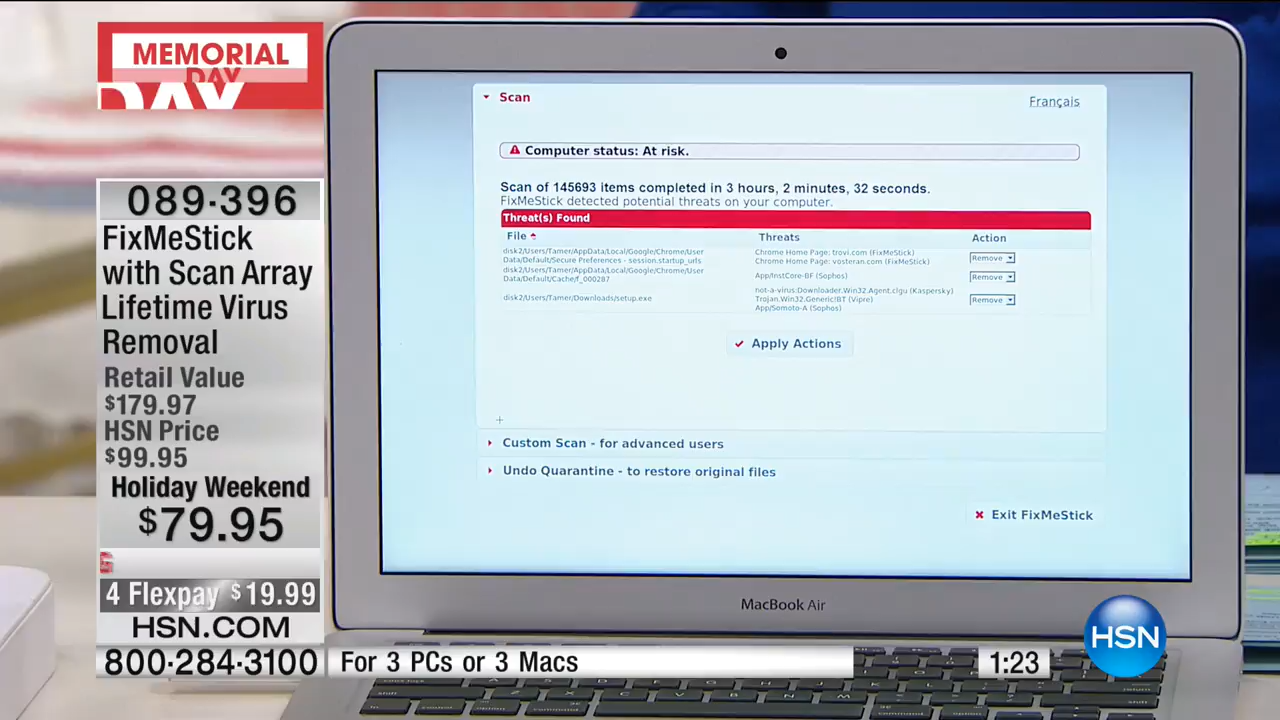 MEMORIAL
DAY
DAY
089·396
FixMeStick
with Scan Array
Lifetime Virus
Removal
Retail Value
$179.97
HSN Price
$99.95
Holiday Weekend
$79.95
4 Flexpay $19.99
HSN.COM
800·284·3100
For 3 PCs or 3 Macs
1:23
HSN
Scan
Français
Computer status: At risk.
Scan of 145693 items completed in 3 hours, 2 minutes, 32 seconds.
FixMeStick detected potential threats on your computer.
Threat(s) Found
File Threats Action
disk2/Users/Tamer/AppData/Local/Google/Chrome/User
Data/Default/Secure Preferences - session.startup_urls
Chrome Home Page: trovi.com (FixMeStick)
Chrome Home Page: vosteran.com (FixMeStick)
Remove
disk2/Users/Tamer/AppData/Local/Google/Chrome/User
Data/Default/Cache/f_000287
App/InstCore-BF (Sophos)
Remove
disk2/Users/Tamer/Downloads/setup.exe
not-a-virus:Downloader.Win32.Agent.clgu (Kaspersky)
Trojan.Win32.Generic!BT (Vipre)
App/Somoto-A (Sophos)
Remove
Apply Actions
Custom Scan - for advanced users
Undo Quarantine - to restore original files
Exit FixMeStick
MacBook Air